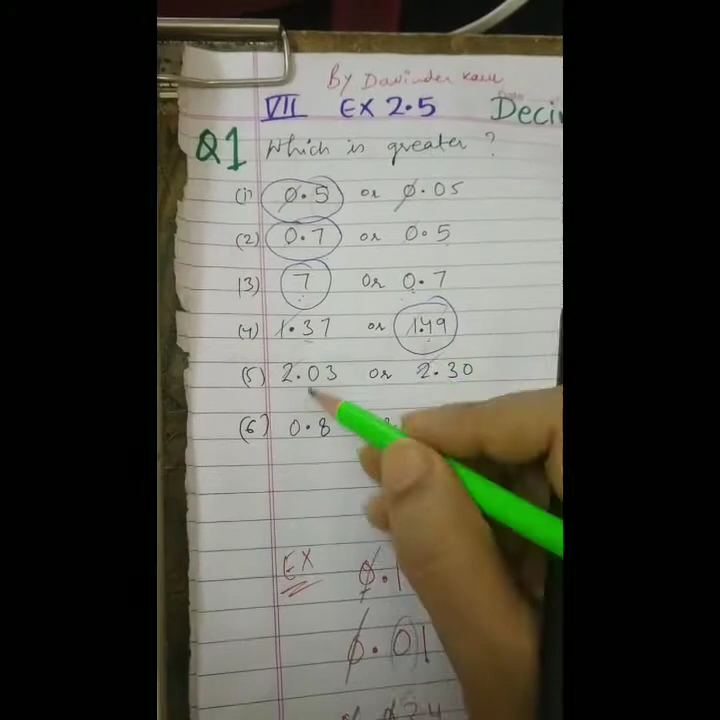 By Davinder Kaur
VII EX 2.5 Deci
Q1 Which is greater ?
(1) 0.5 or 0.05
(2) 0.7 or 0.5
(3) 7 or 0.7
(4) 1.37 or 1.49
(5) 2.03 or 2.30
(6) 0.8
EX 0.1
0.01